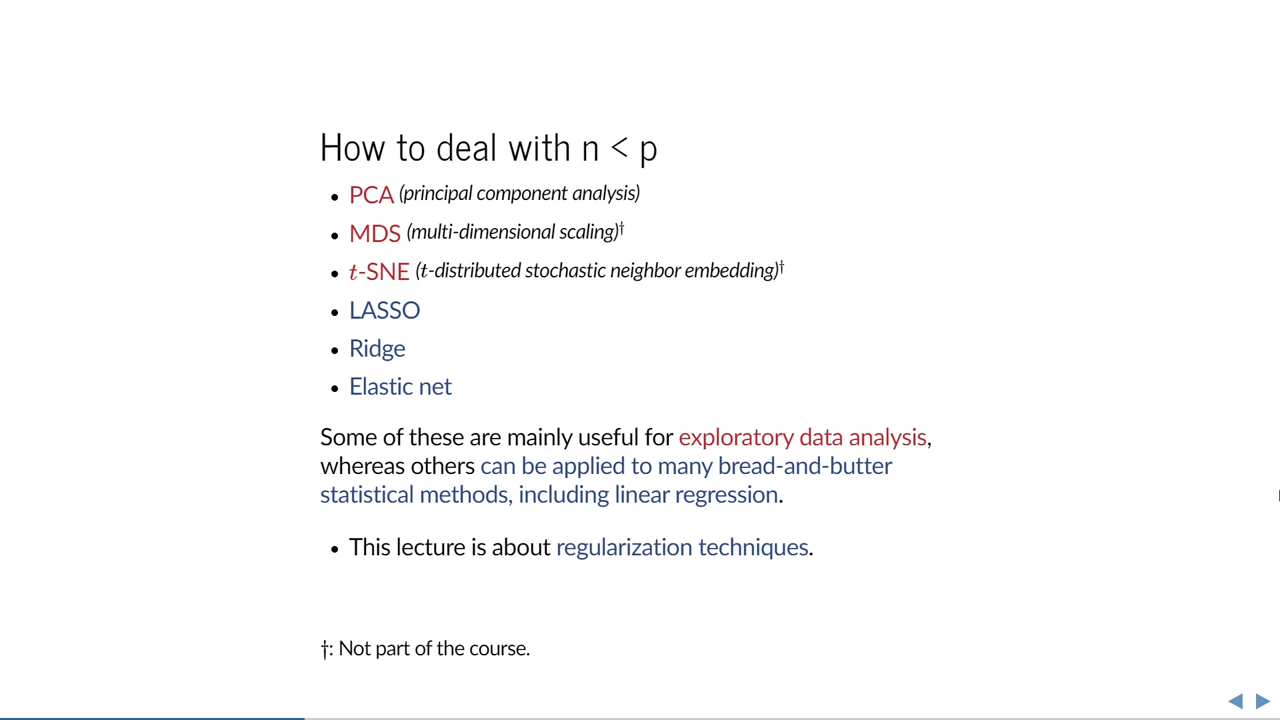 How to deal with n < p
• PCA (principal component analysis)
• MDS (multi-dimensional scaling)†
• t-SNE (t-distributed stochastic neighbor embedding)†
• LASSO
• Ridge
• Elastic net
Some of these are mainly useful for exploratory data analysis,
whereas others can be applied to many bread-and-butter
statistical methods, including linear regression.
• This lecture is about regularization techniques.
†: Not part of the course.